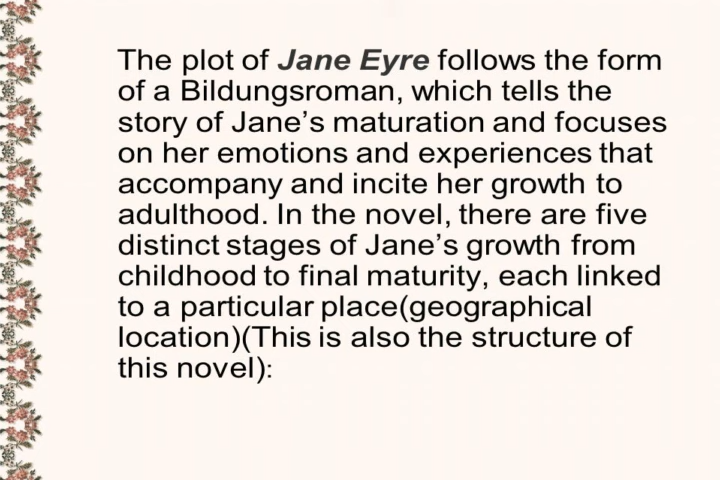 The plot of Jane Eyre follows the form
of a Bildungsroman, which tells the
story of Jane’s maturation and focuses
on her emotions and experiences that
accompany and incite her growth to
adulthood. In the novel, there are five
distinct stages of Jane’s growth from
childhood to final maturity, each linked
to a particular place(geographical
location)(This is also the structure of
this novel):